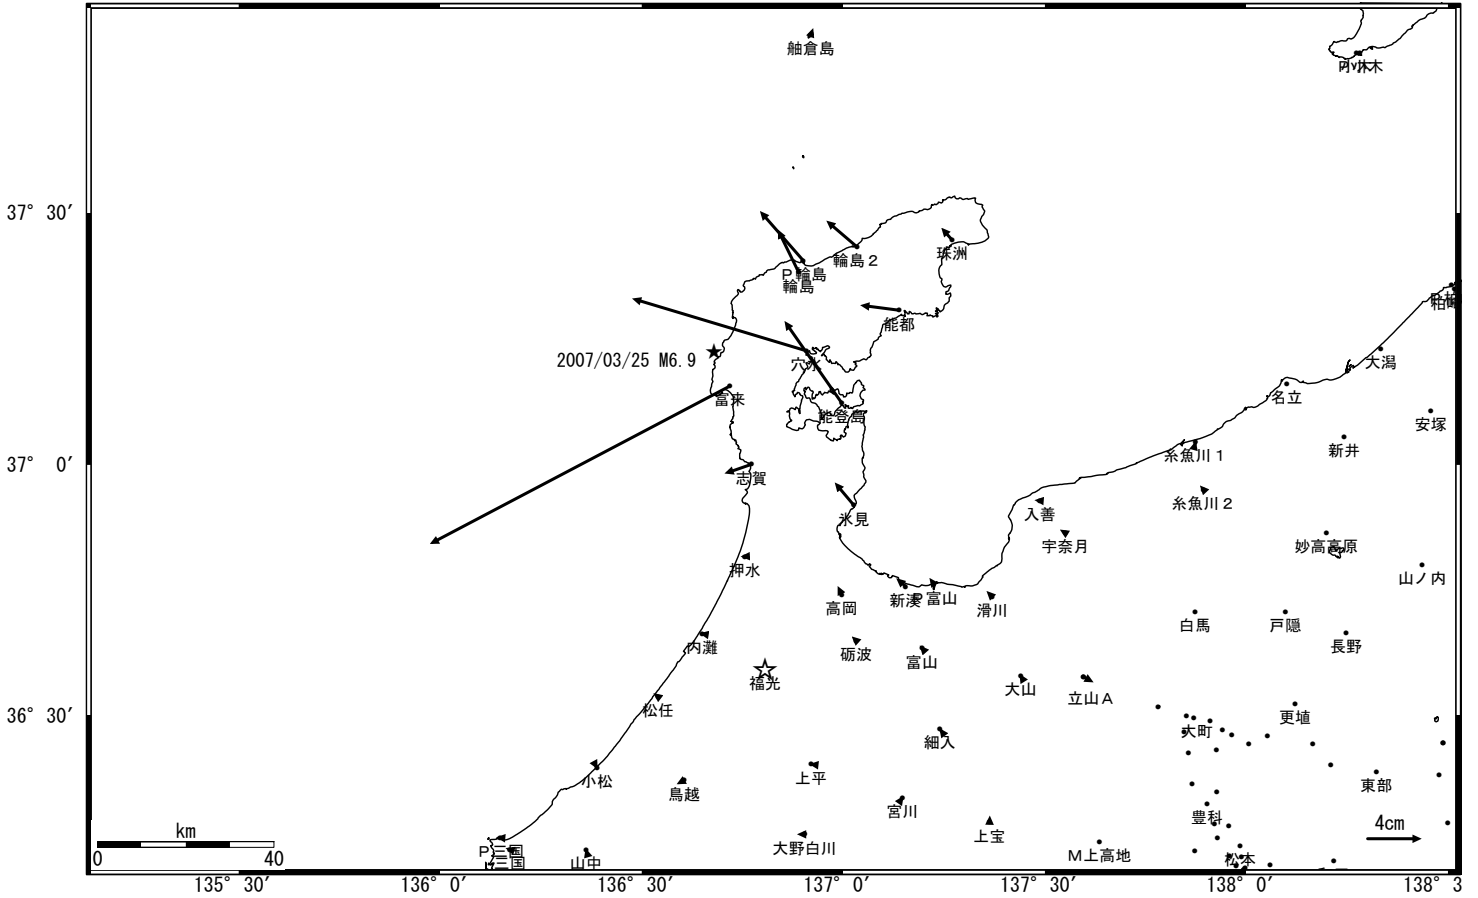 舳倉島
小木
37° 30′
輪島２
珠洲
Ｐ輪島
輪島
能都
2007/03/25 M6.9
穴水
大潟
富来
名立
能登島
安塚
新井
37° 0′
糸魚川１
志賀
糸魚川２
入善
氷見
宇奈月
妙高高原
押水
山ノ内
高岡
新湊
Ｐ富山
滑川
白馬
戸隠
内灘
砺波
富山
長野
福光
大山
立山Ａ
松任
36° 30′
更埴
大町
細入
小松
上平
鳥越
東部
宮川
豊科
4cm
km
上宝
大野白川
Ｐ三国
三国
山中
Ｍ上高地
松本
0 40
135° 30′ 136° 0′ 136° 30′ 137° 0′ 137° 30′ 138° 0′ 138° 3